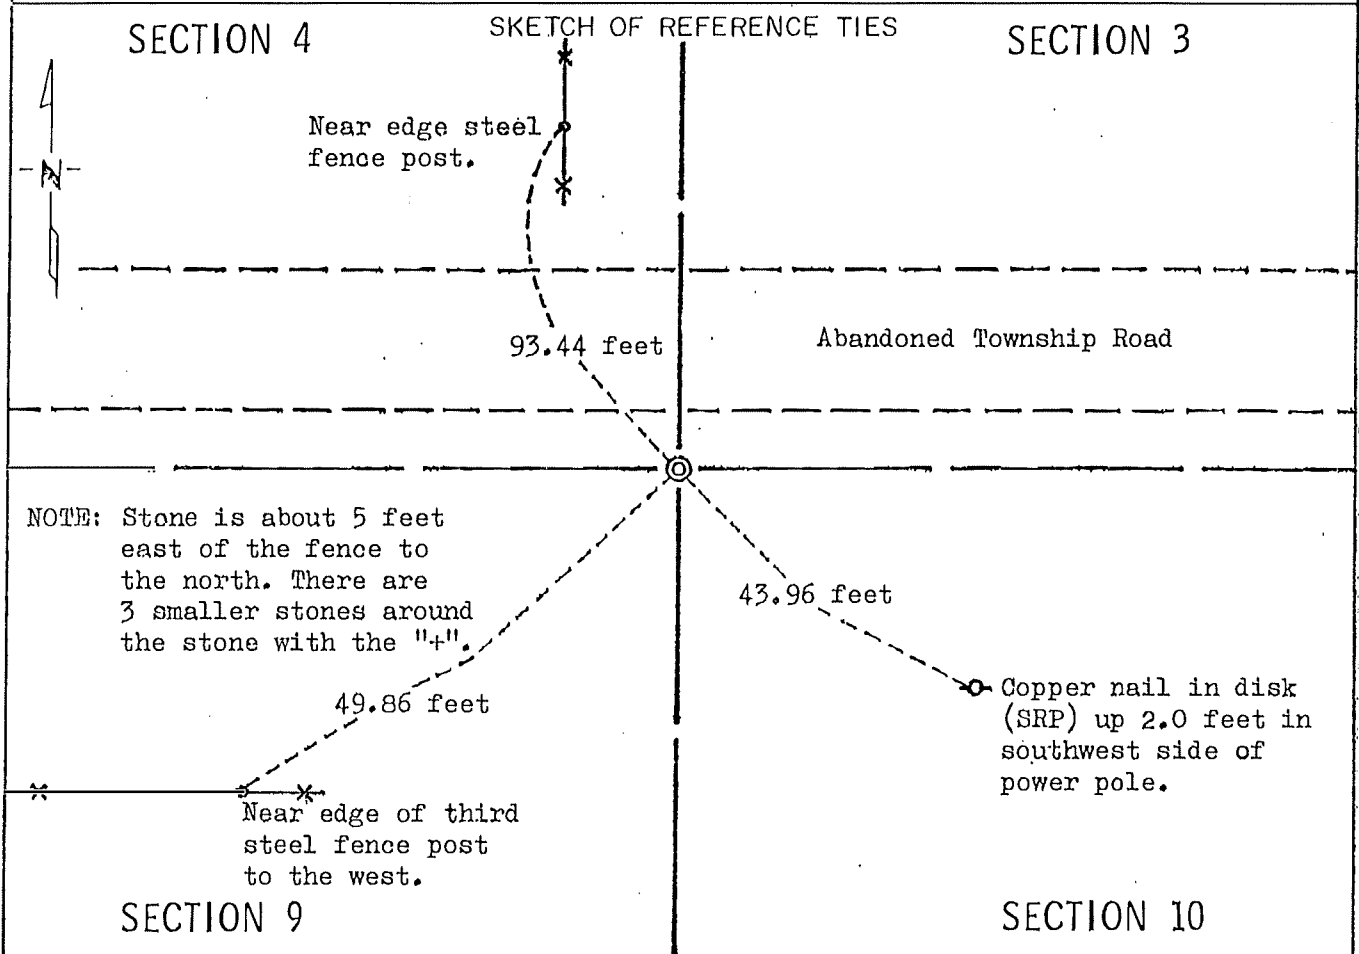 SKETCH OF REFERENCE TIES
SECTION 4
SECTION 3
Near edge steel
fence post.
N
93.44 feet
Abandoned Township Road
NOTE: Stone is about 5 feet
east of the fence to
the north. There are
3 smaller stones around
the stone with the "+".
43.96 feet
49.86 feet
Copper nail in disk
(SRP) up 2.0 feet in
southwest side of
power pole.
Near edge of third
steel fence post
to the west.
SECTION 9
SECTION 10